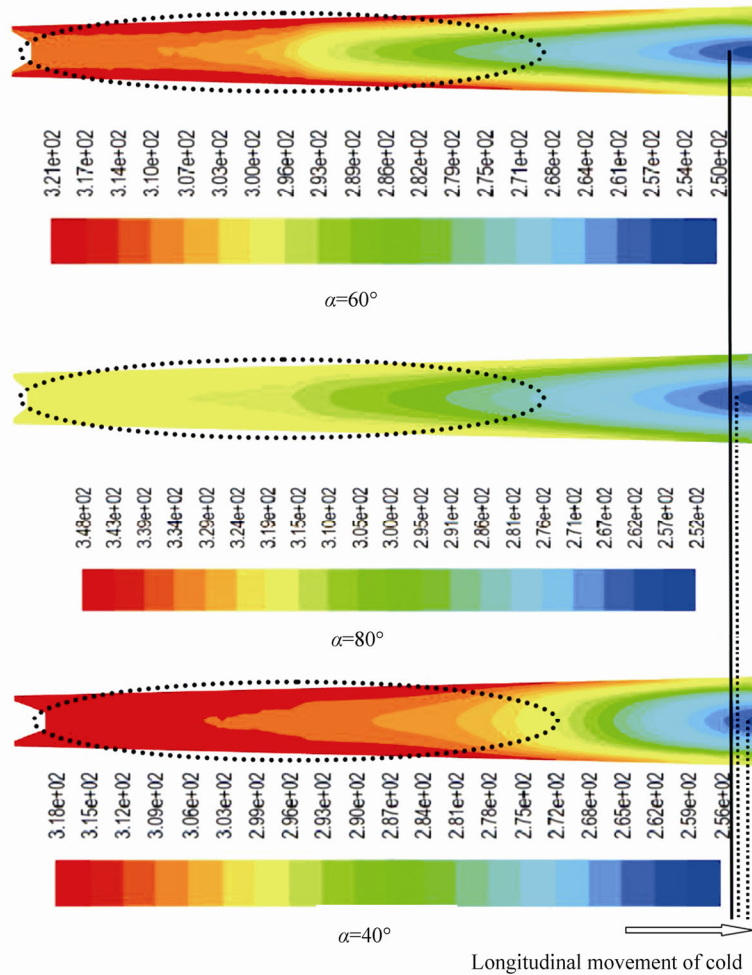 3.21e+02 3.17e+02 3.14e+02 3.10e+02 3.07e+02 3.03e+02 3.00e+02 2.96e+02 2.93e+02 2.89e+02 2.86e+02 2.82e+02 2.79e+02 2.75e+02 2.71e+02 2.68e+02 2.64e+02 2.61e+02 2.57e+02 2.54e+02 2.50e+02
α=60°
3.48e+02 3.43e+02 3.39e+02 3.34e+02 3.29e+02 3.24e+02 3.19e+02 3.15e+02 3.10e+02 3.05e+02 3.00e+02 2.95e+02 2.91e+02 2.86e+02 2.81e+02 2.76e+02 2.71e+02 2.67e+02 2.62e+02 2.57e+02 2.52e+02
α=80°
3.18e+02 3.15e+02 3.12e+02 3.09e+02 3.06e+02 3.03e+02 2.99e+02 2.96e+02 2.93e+02 2.90e+02 2.87e+02 2.84e+02 2.81e+02 2.78e+02 2.75e+02 2.72e+02 2.68e+02 2.65e+02 2.62e+02 2.59e+02 2.56e+02
α=40°
Longitudinal movement of cold